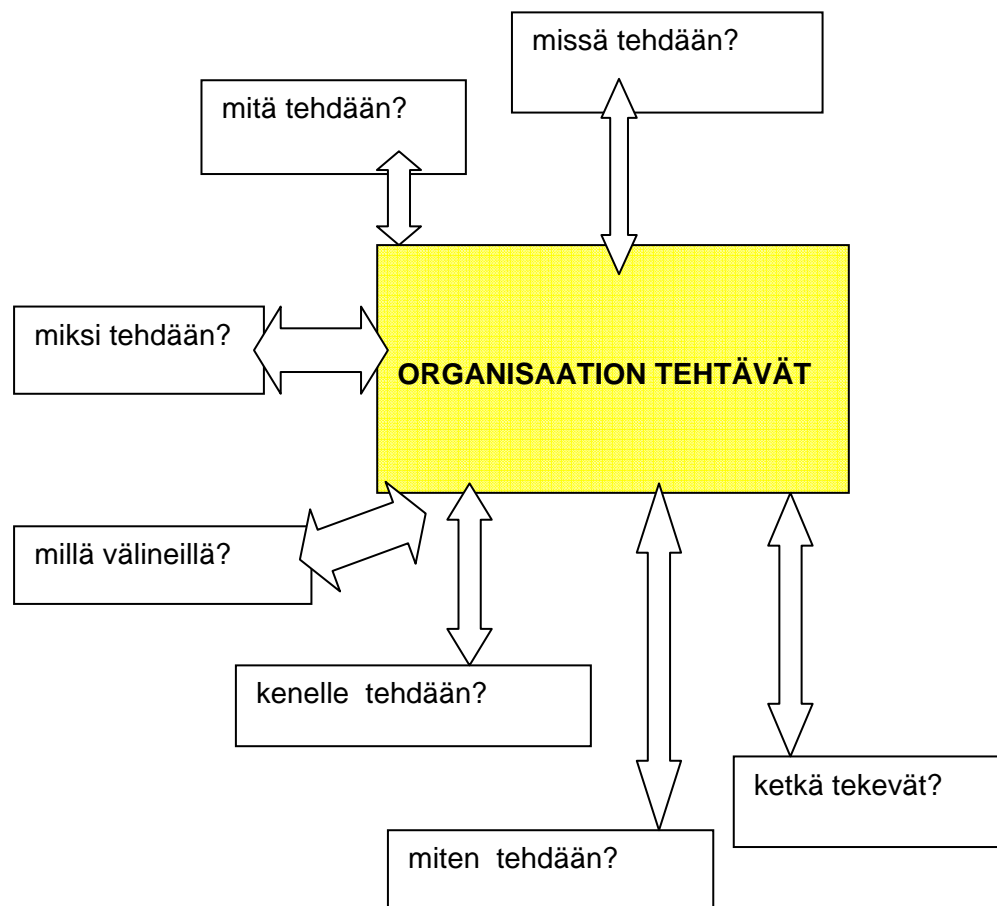 missä tehdään?
mitä tehdään?
miksi tehdään?
ORGANISAATION TEHTÄVÄT
millä välineillä?
kenelle tehdään?
ketkä tekevät?
miten tehdään?